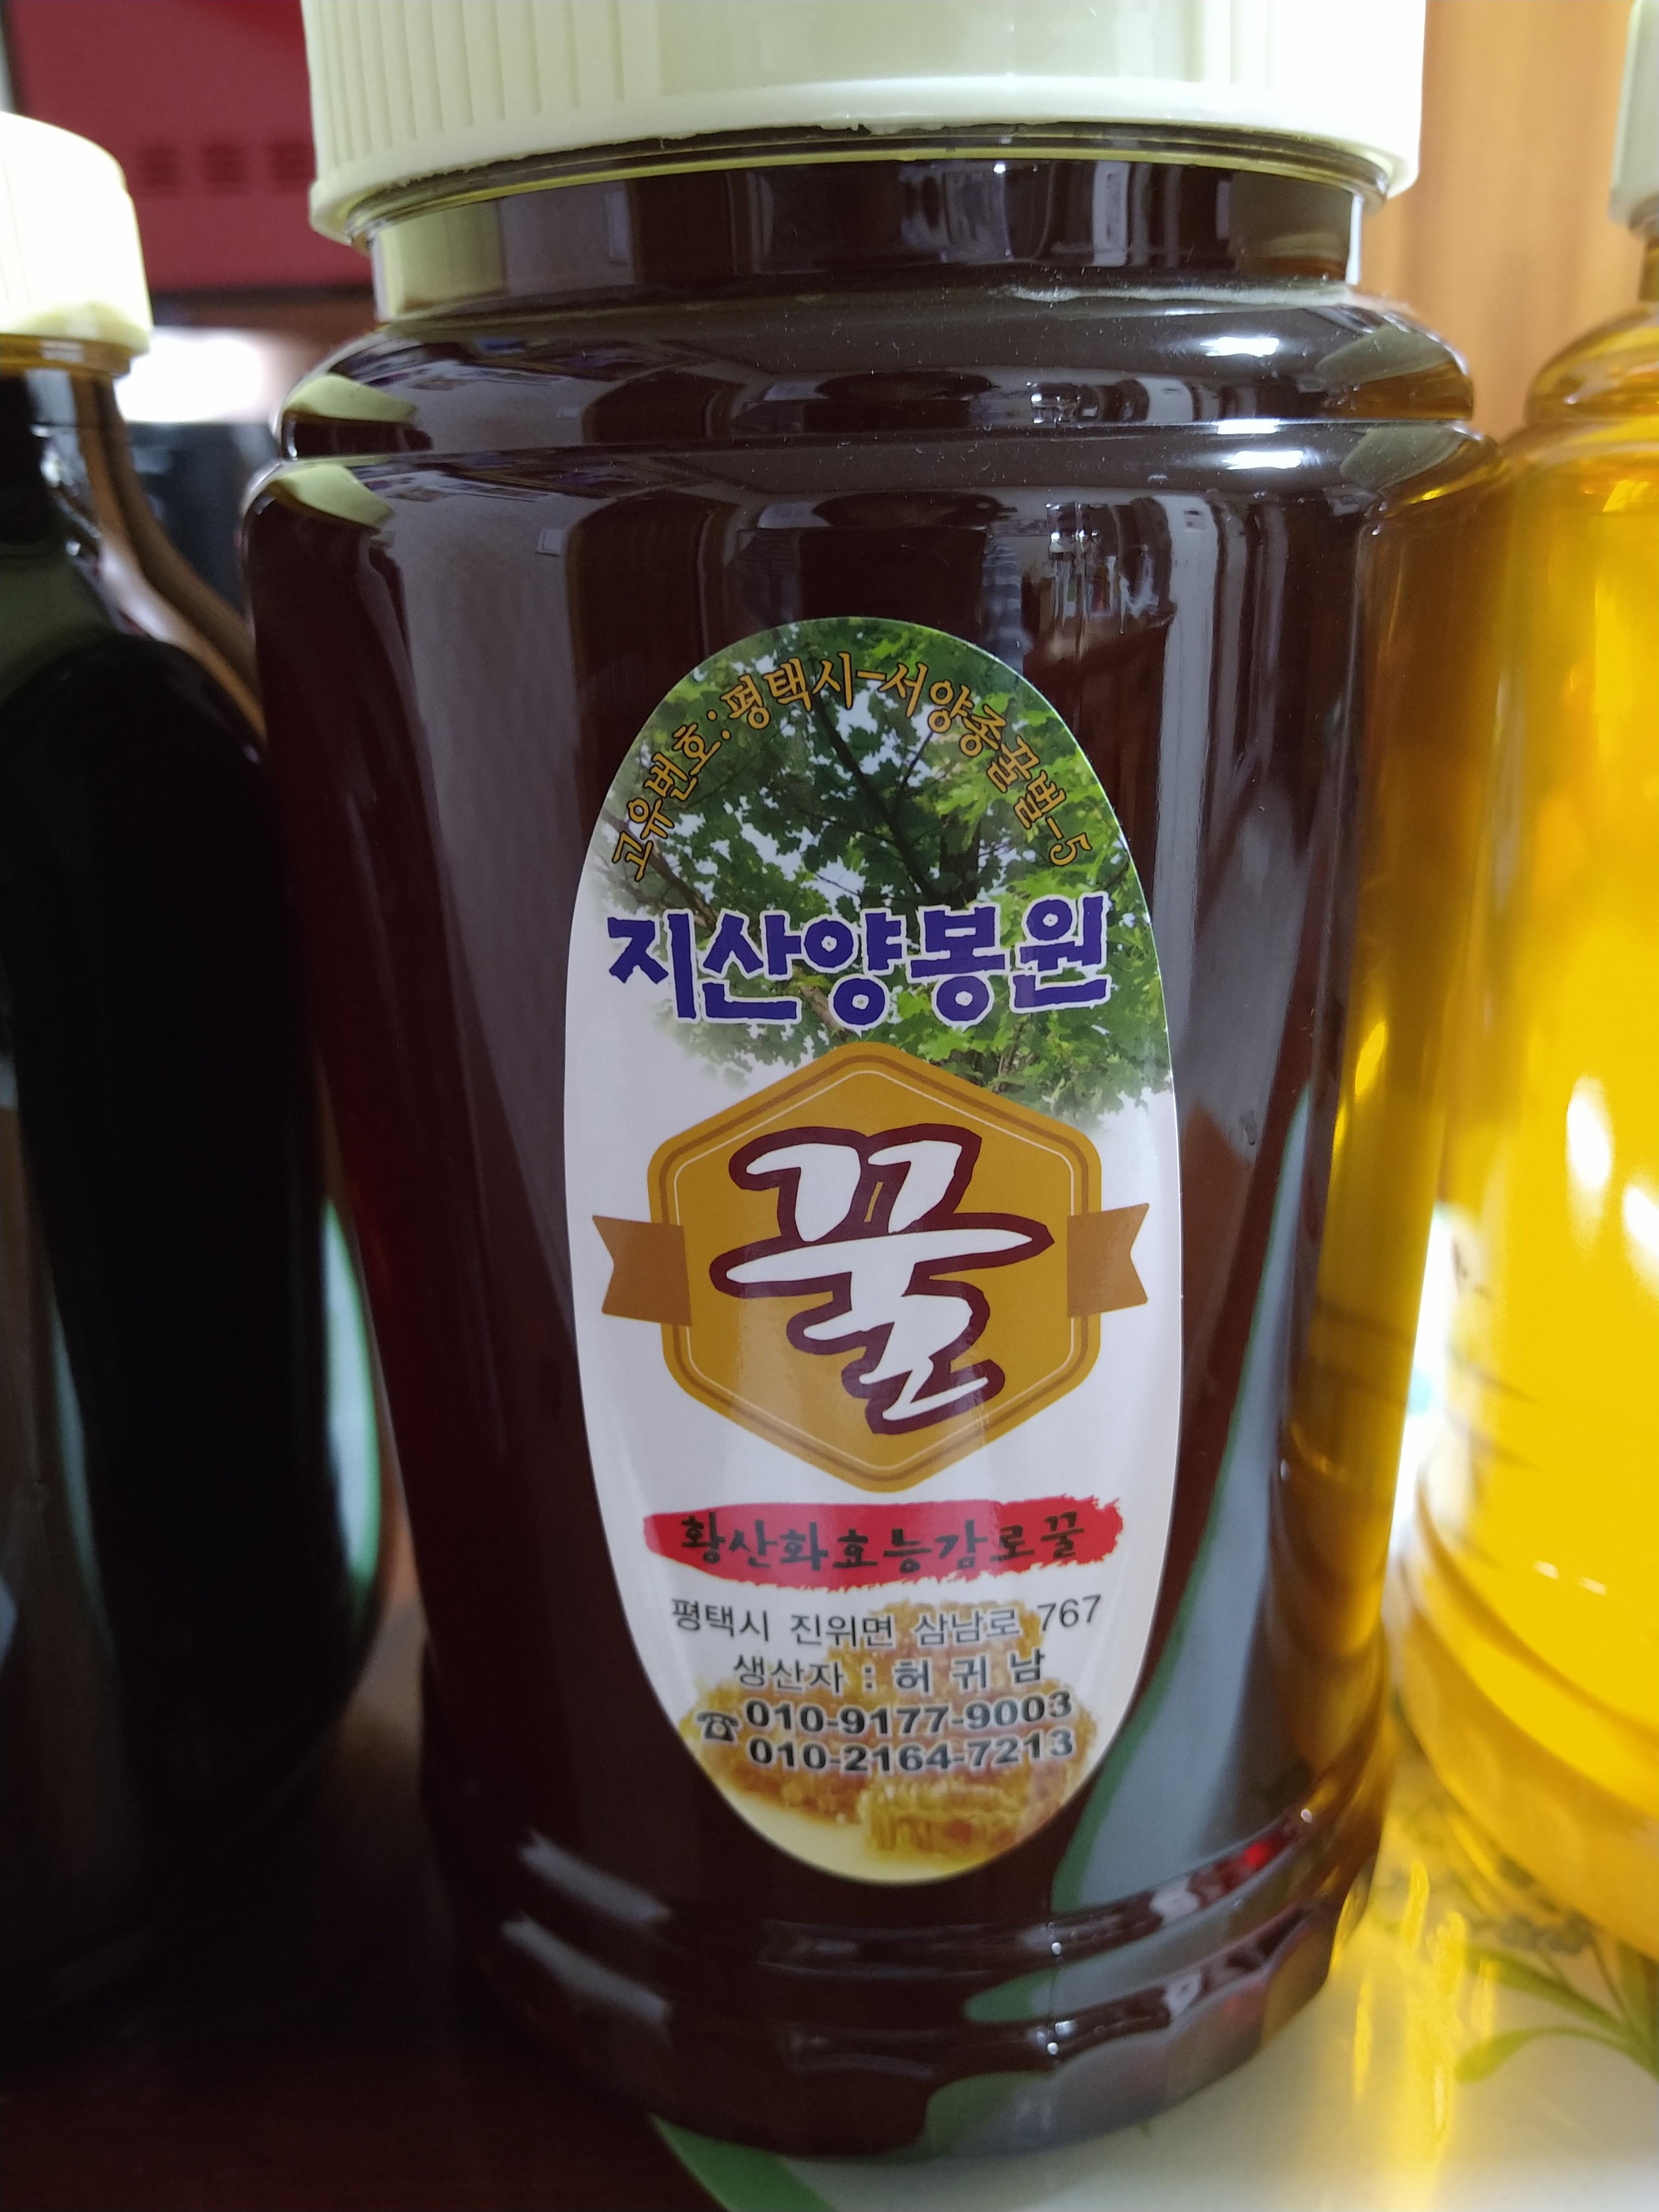 고유번호:평택시-서양종꿀벌-5
지산양봉원
꿀
황산화효능감로꿀
평택시 진위면 삼남로 767
생산자 : 허 귀 남
☎010-9177-9003
010-2164-7213